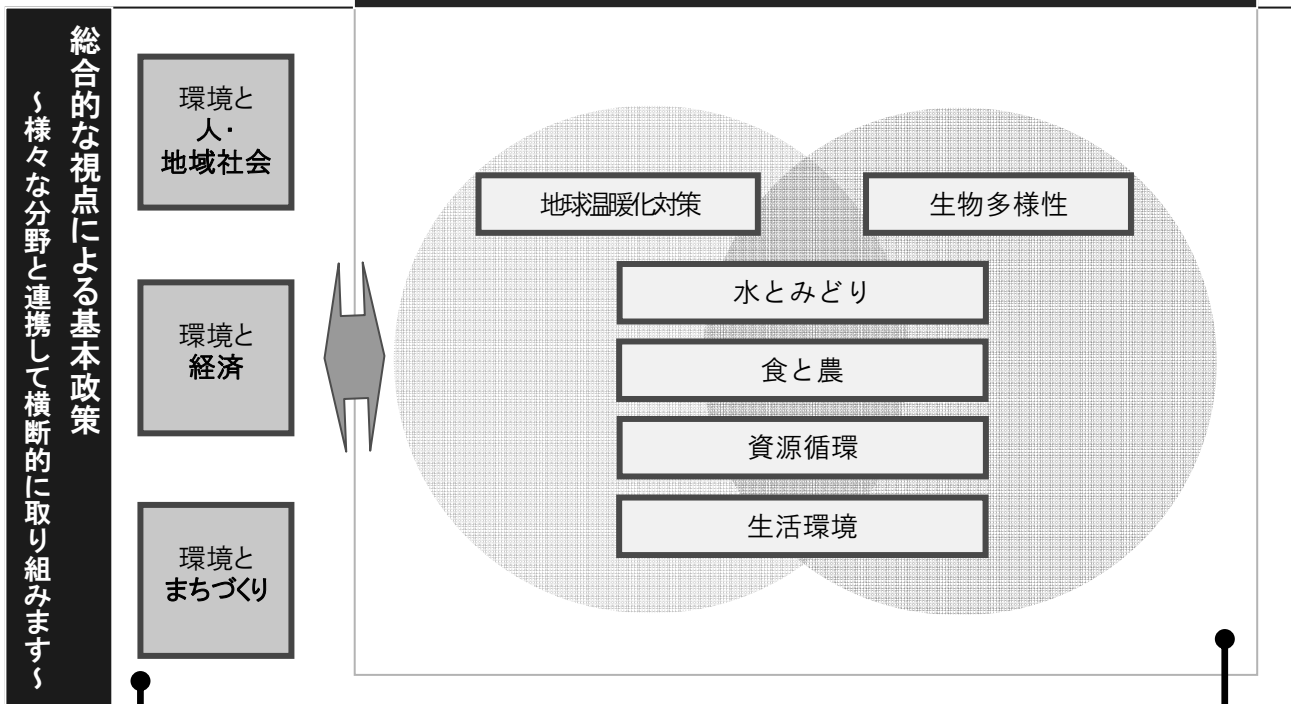 総合的な視点による基本政策
~様々な分野と連携して横断的に取り組みます~
環境と
人・
地域社会
環境と
経済
環境と
まちづくり
地球温暖化対策
生物多様性
水とみどり
食と農
資源循環
生活環境